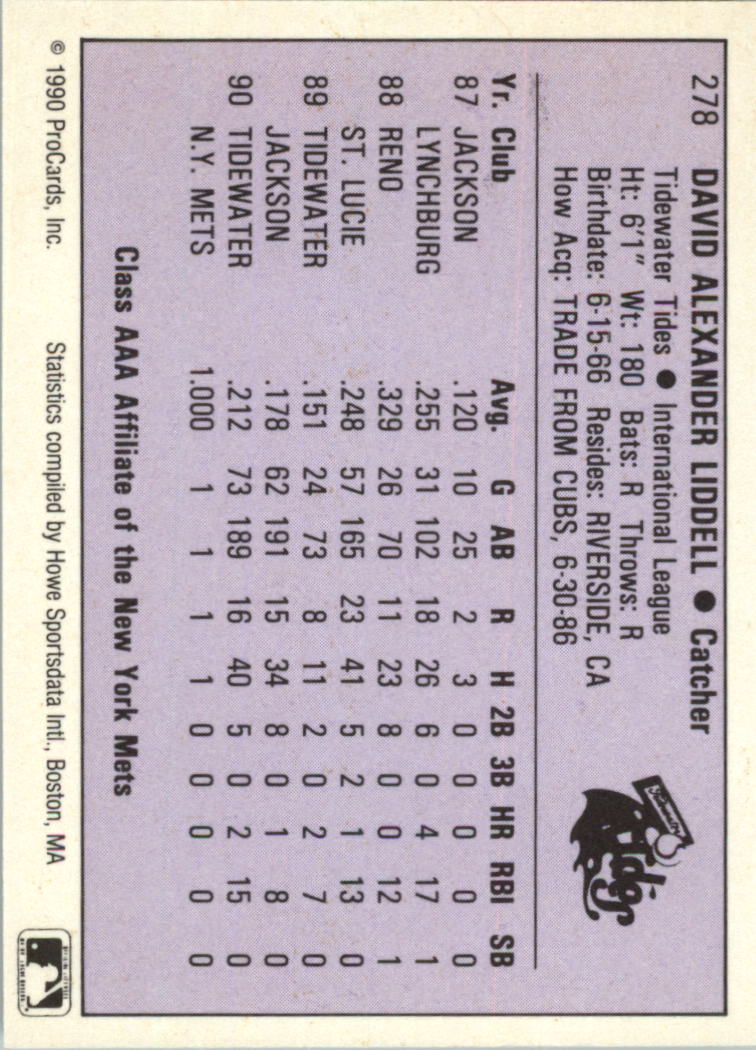 278 DAVID ALEXANDER LIDDELL ● Catcher
Tidewater Tides ● International League
Ht: 6'1" Wt: 180 Bats: R Throws: R
Birthdate: 6-15-66 Resides: RIVERSIDE, CA
How Acq: TRADE FROM CUBS, 6-30-86
Tidewater
Tides
Yr. Club Avg. G AB R H 2B 3B HR RBI SB
87 JACKSON .120 10 25 2 3 0 0 0 0 0
LYNCHBURG .255 31 102 18 26 6 0 4 17 1
88 RENO .329 26 70 11 23 8 0 0 12 1
ST. LUCIE .248 57 165 23 41 5 2 1 13 0
89 TIDEWATER .151 24 73 8 11 2 0 2 7 0
JACKSON .178 62 191 15 34 8 0 1 8 0
90 TIDEWATER .212 73 189 16 40 5 0 2 15 0
N.Y. METS 1.000 1 1 1 1 0 0 0 0 0
Class AAA Affiliate of the New York Mets
© 1990 ProCards, Inc. Statistics compiled by Howe Sportsdata Intl., Boston, MA